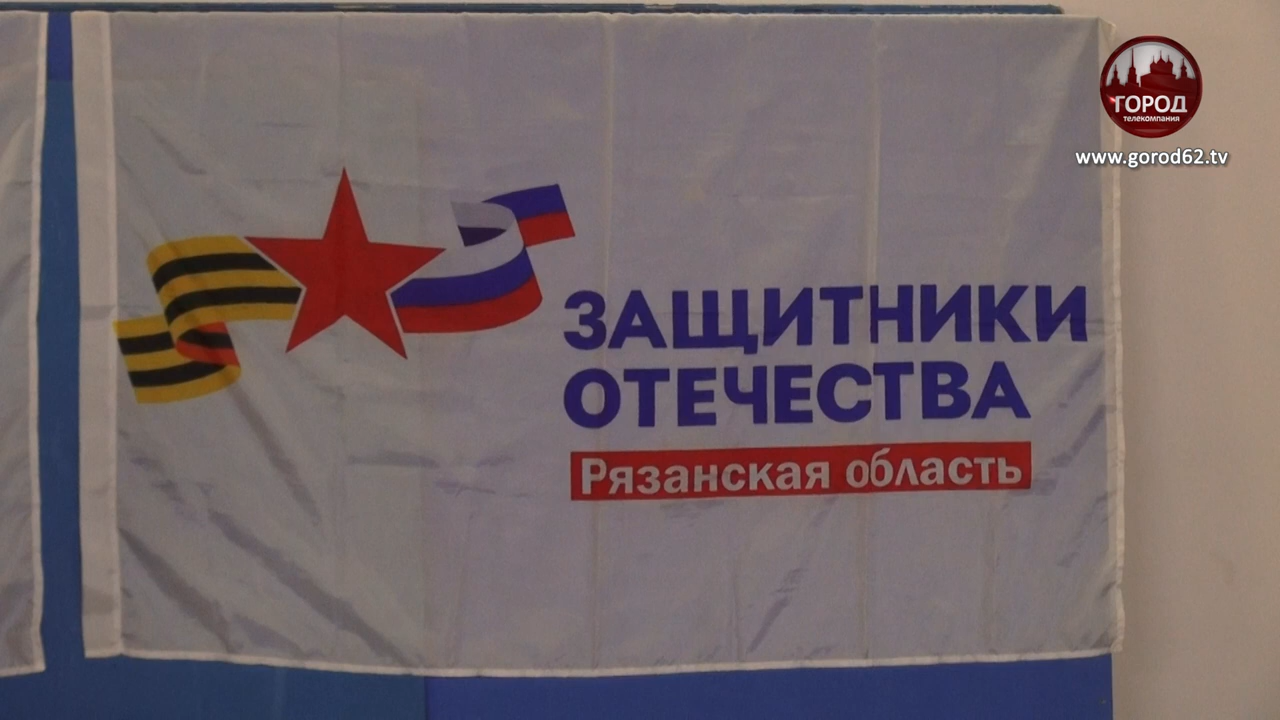 ГОРОД
телекомпания
www.gorod62.tv
ЗАЩИТНИКИ
ОТЕЧЕСТВА
Рязанская область